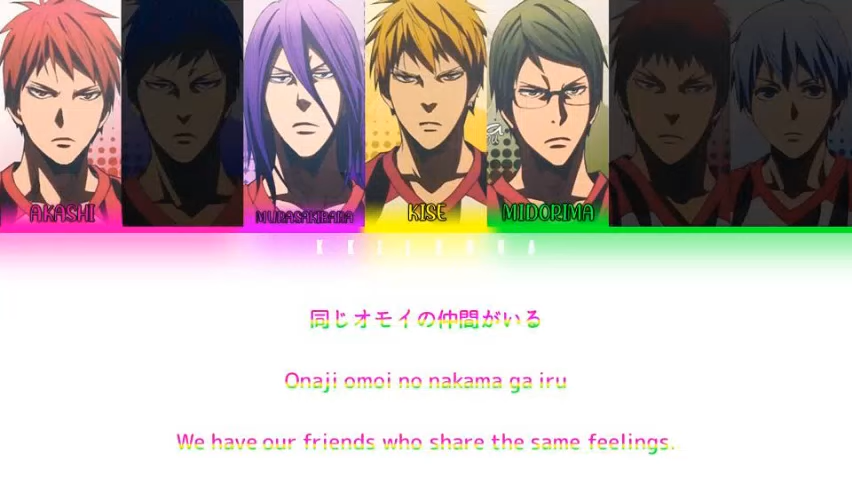 AKASHI MURASAKIBARA KISE MIDORIMA
同じオモイの仲間がいる
Onaji omoi no nakama ga iru
We have our friends who share the same feelings.